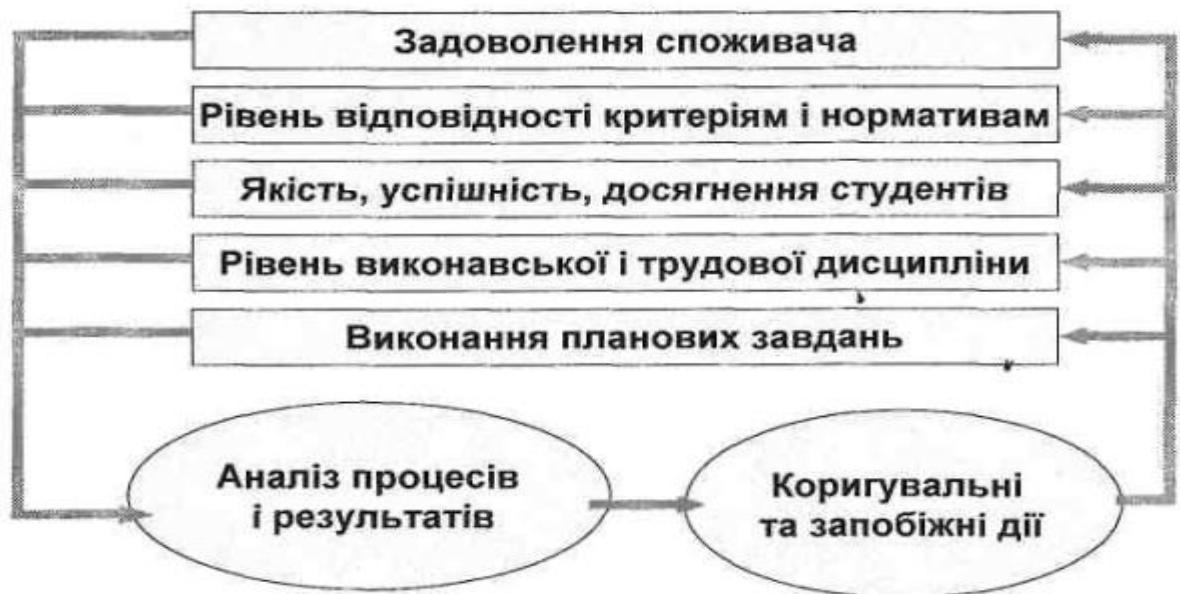 Задоволення споживача
Рівень відповідності критеріям і нормативам
Якість, успішність, досягнення студентів
Рівень виконавської і трудової дисципліни
Виконання планових завдань
Аналіз процесів
і результатів
Коригувальні
та запобіжні дії